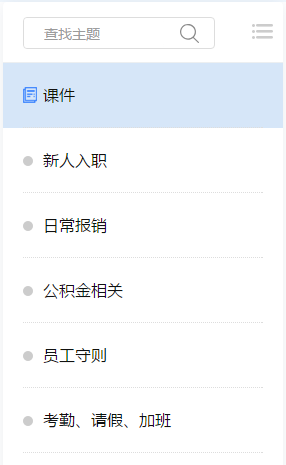 查找主题
课件
新人入职
日常报销
公积金相关
员工守则
考勤、请假、加班